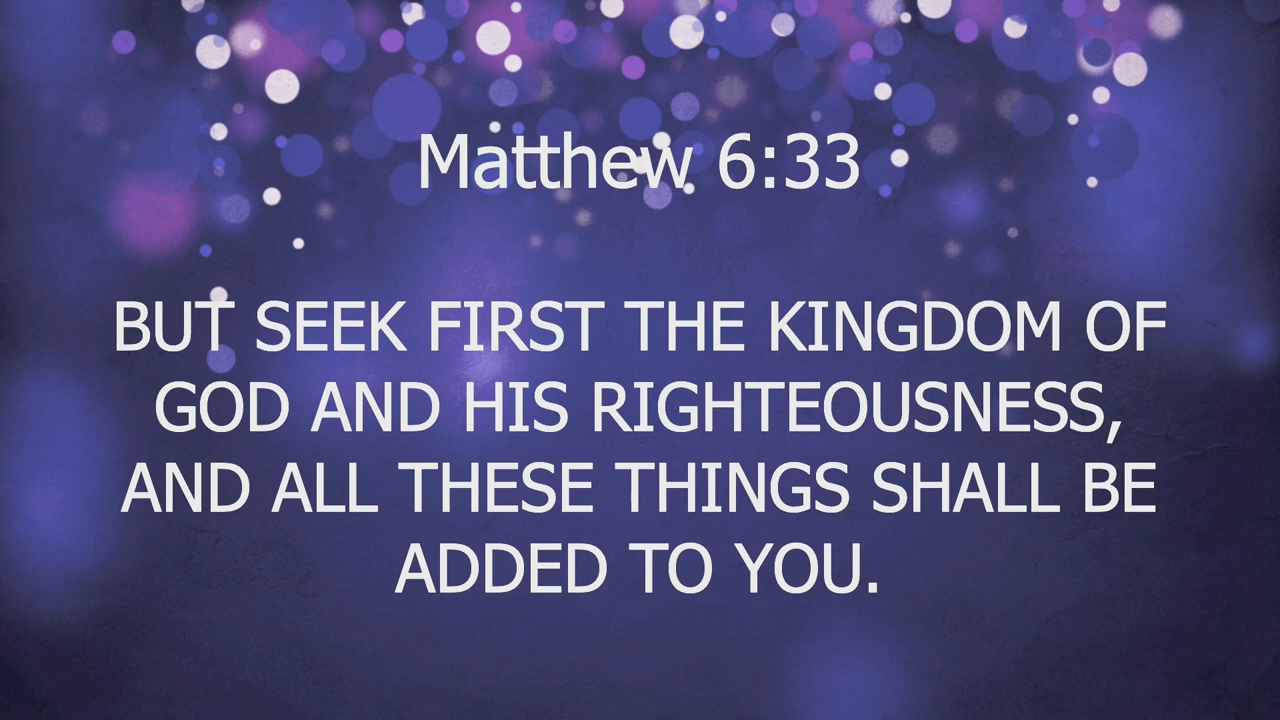 Matthew 6:33
BUT SEEK FIRST THE KINGDOM OF
GOD AND HIS RIGHTEOUSNESS,
AND ALL THESE THINGS SHALL BE
ADDED TO YOU.